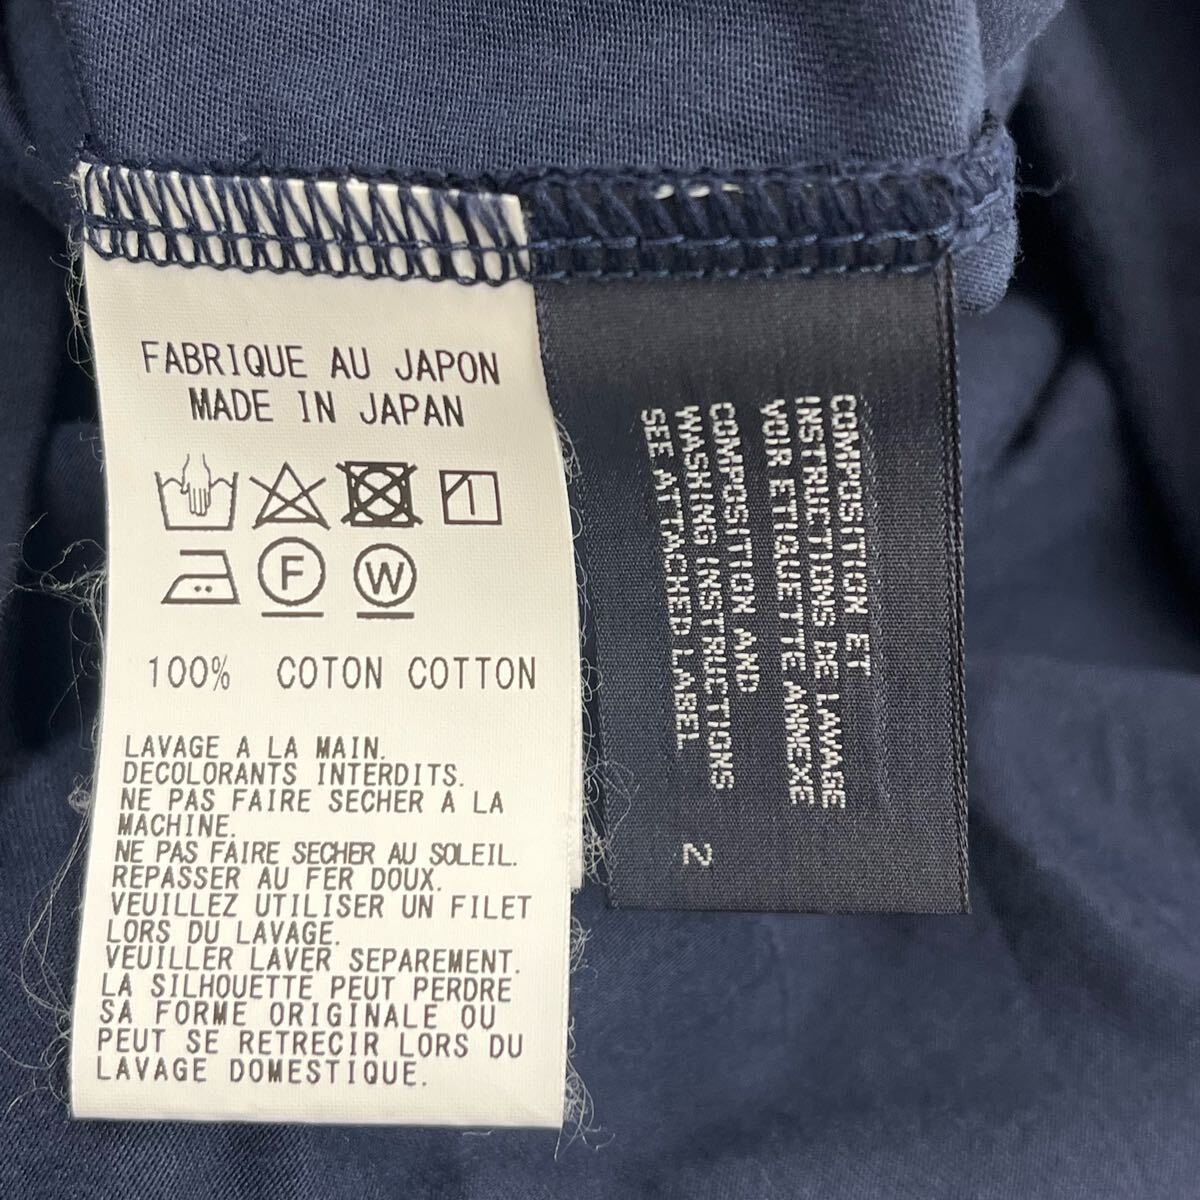 FABRIQUE AU JAPON
MADE IN JAPAN
F
W
100% COTON COTTON
LAVAGE A LA MAIN.
DECOLORANTS INTERDITS.
NE PAS FAIRE SECHER A LA
MACHINE.
NE PAS FAIRE SECHER AU SOLEIL.
REPASSER AU FER DOUX.
VEUILLEZ UTILISER UN FILET
LORS DU LAVAGE.
VEUILLER LAVER SEPAREMENT.
LA SILHOUETTE PEUT PERDRE
SA FORME ORIGINALE OU
PEUT SE RETRECIR LORS DU
LAVAGE DOMESTIQUE.
COMPOSITION ET
INSTRUCTIONS DE LAVAGE
VOIR ETIQUETTE ANNEXE
COMPOSITION AND
WASHING INSTRUCTIONS
SEE ATTACHED LABEL
2